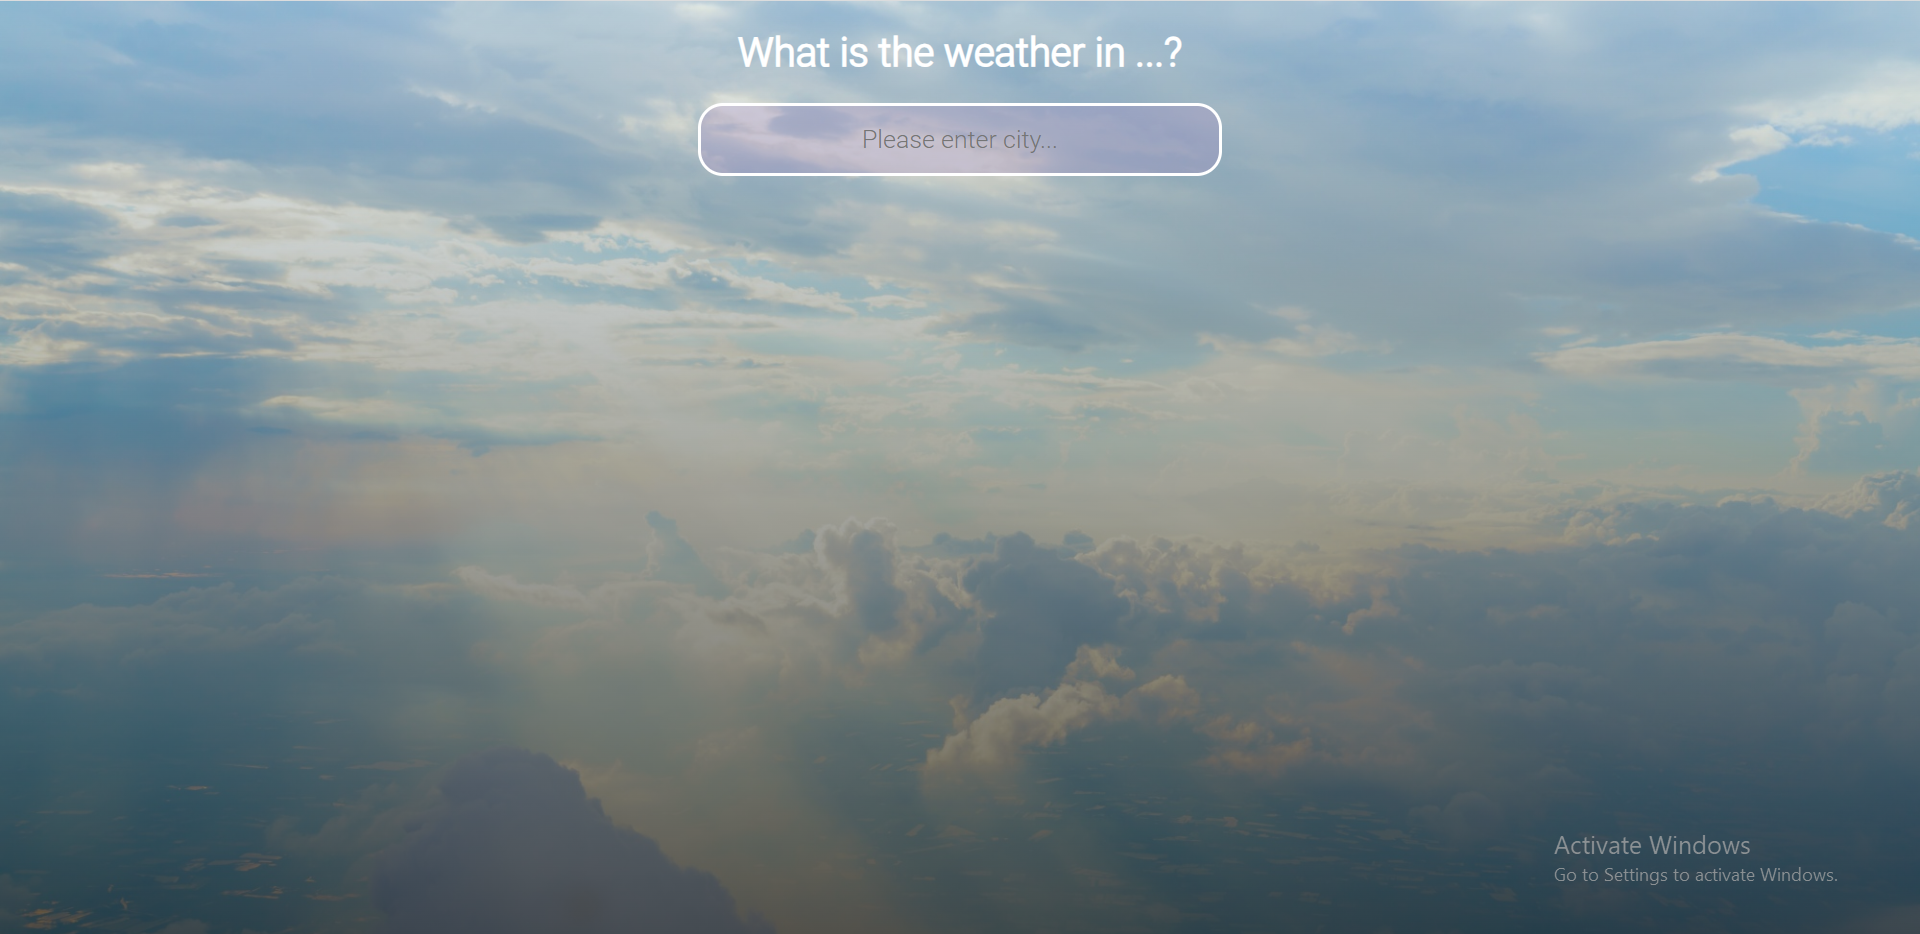 What is the weather in ...?
Please enter city...
Activate Windows
Go to Settings to activate Windows.